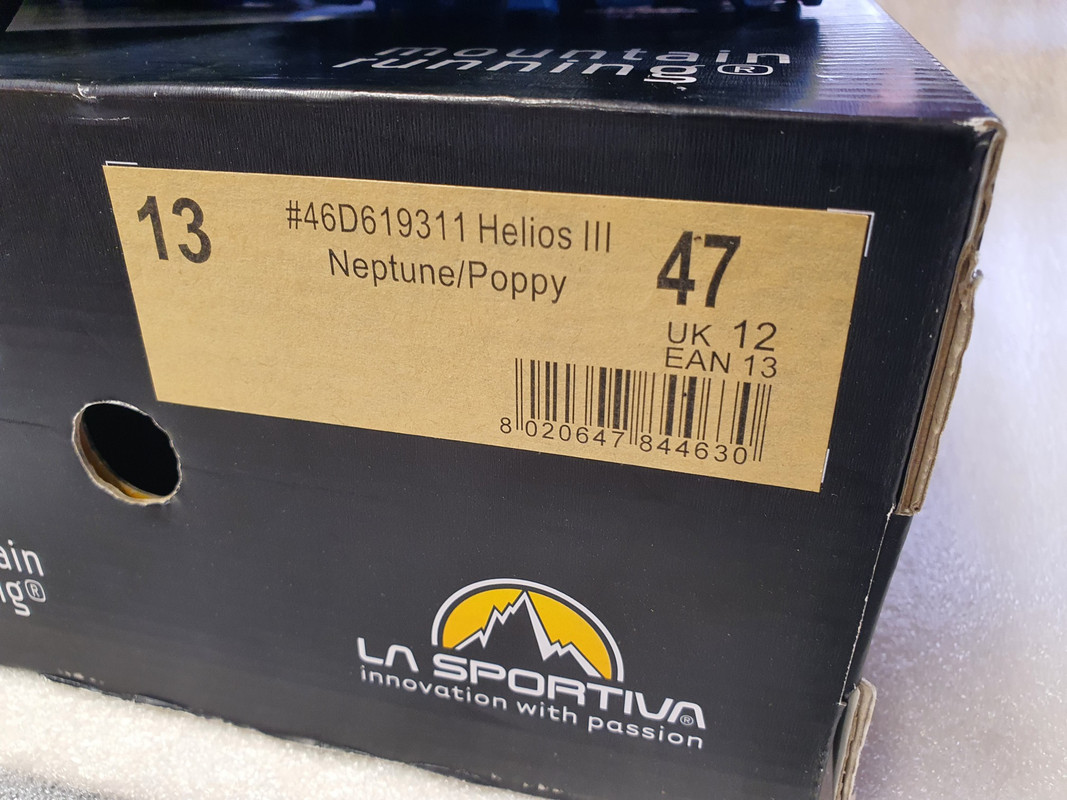 mountain
running®
13
#46D619311 Helios III
Neptune/Poppy
47
UK 12
EAN 13
8 020647 844630
ain
ng®
LA SPORTIVA®
innovation with passion